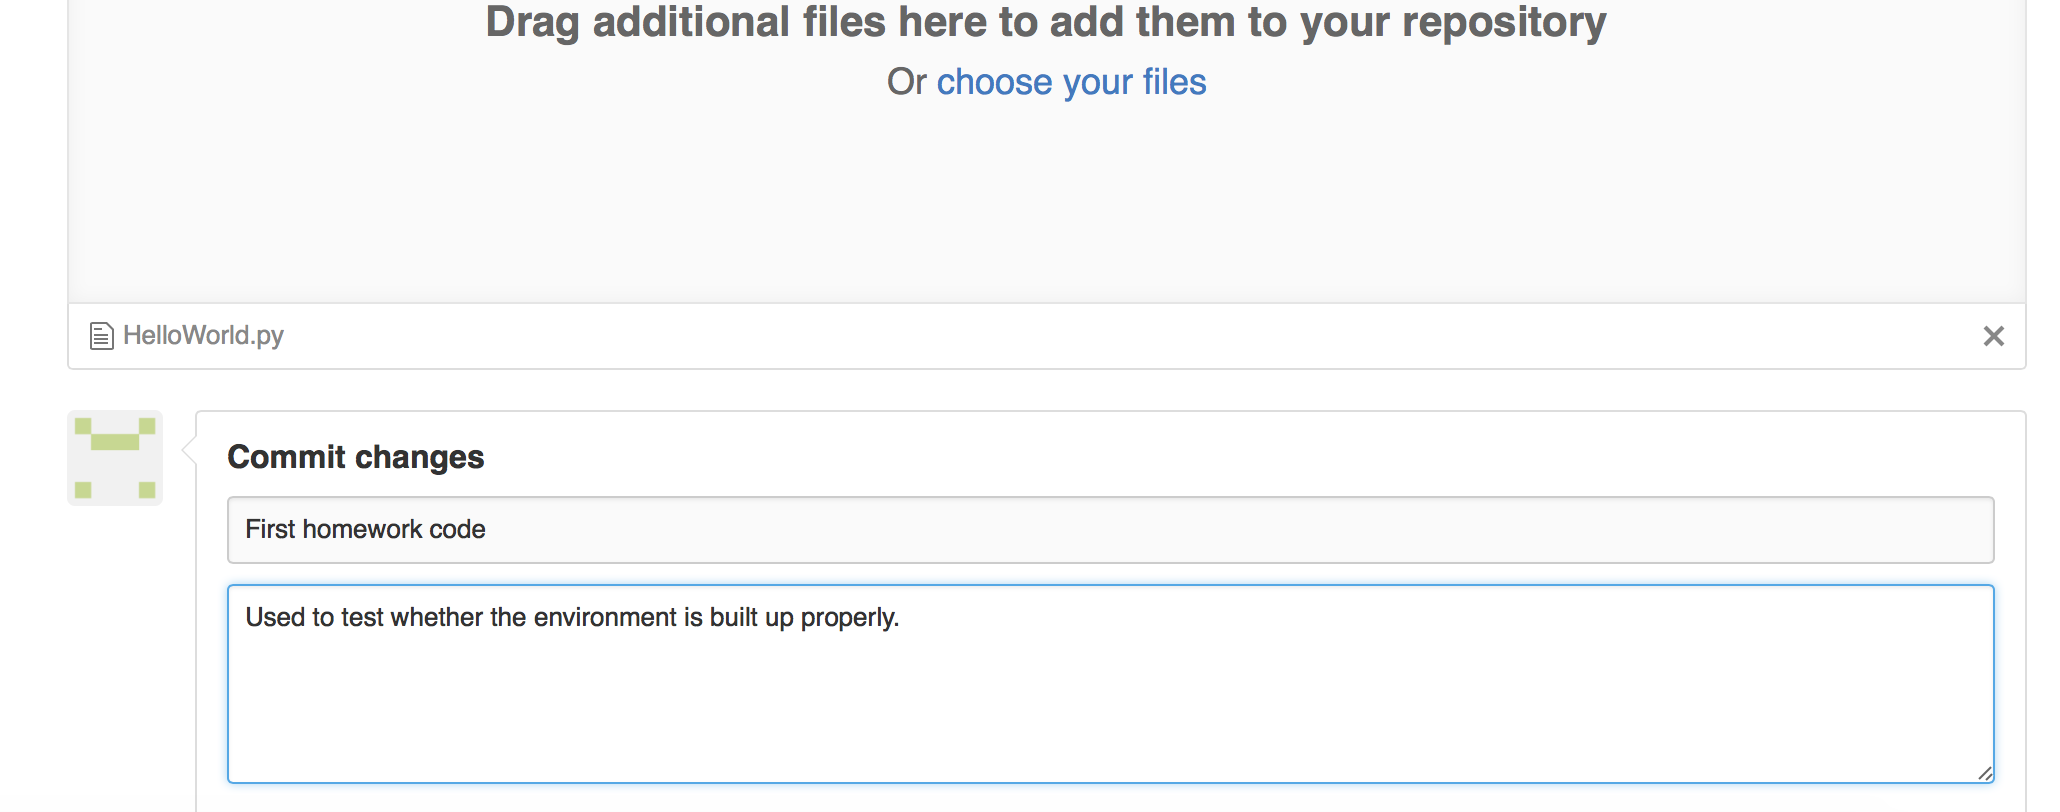 Drag additional files here to add them to your repository
Or choose your files
HelloWorld.py
Commit changes
First homework code
Used to test whether the environment is built up properly.